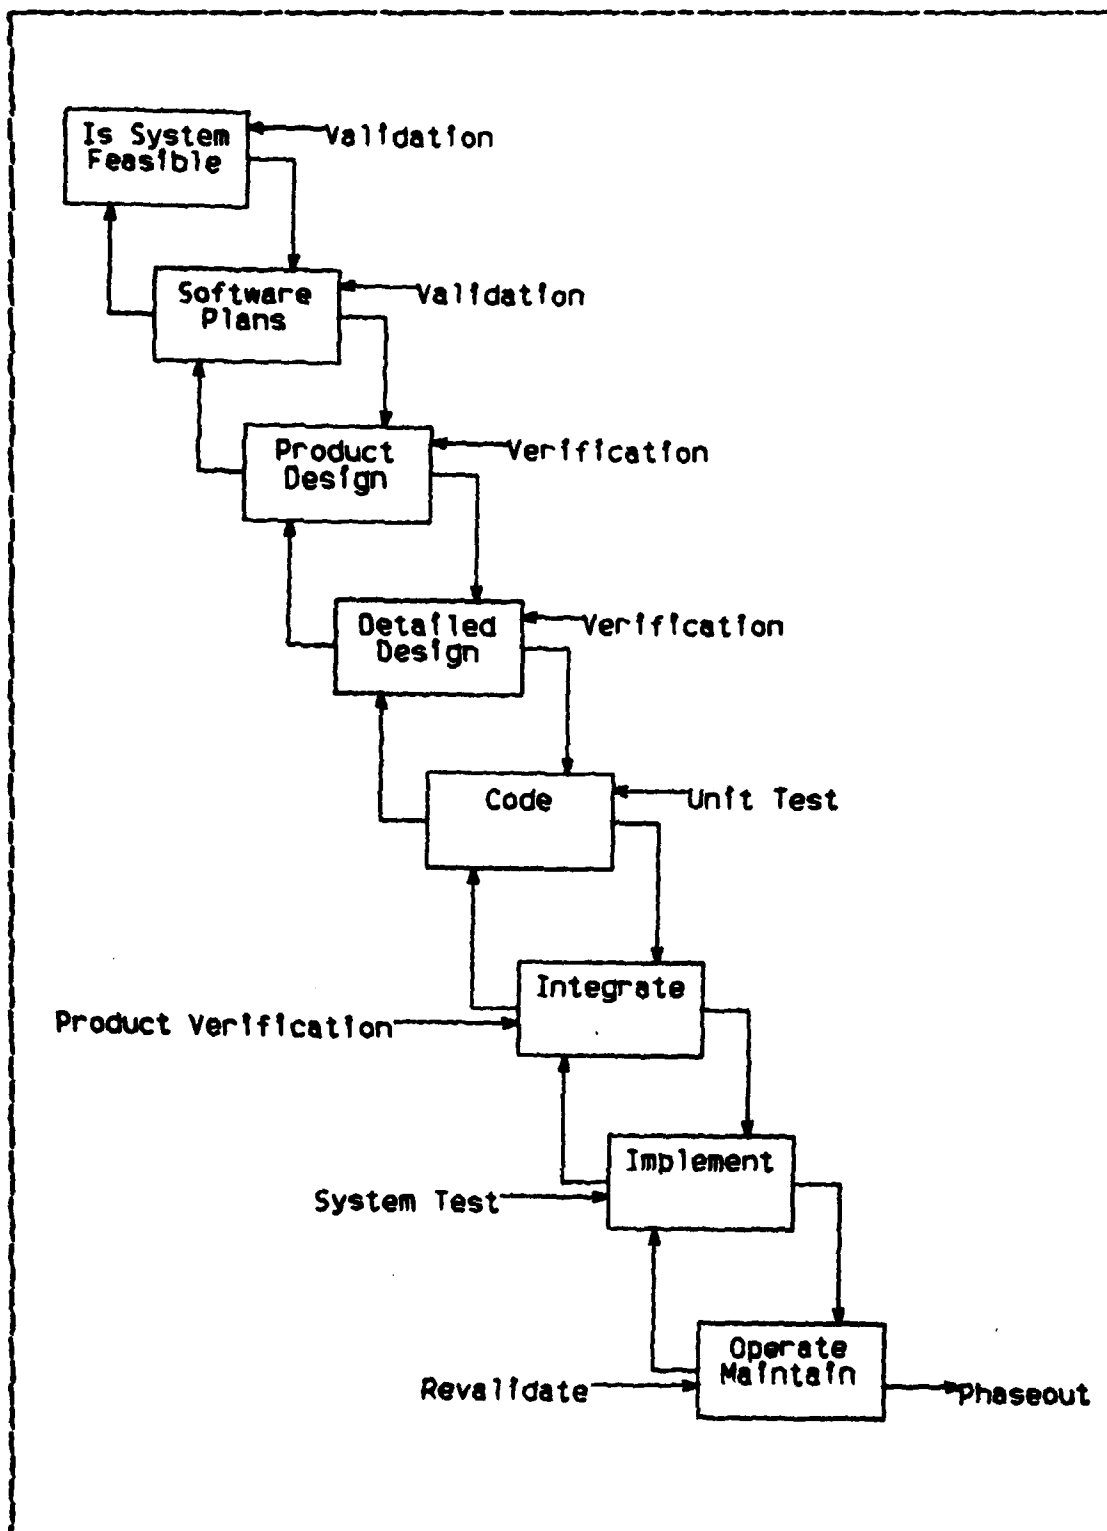 Is System
Feasible
Validation
Software
Plans
Validation
Product
Design
Verification
Detailed
Design
Verification
Code
Unit Test
Integrate
Product Verification
Implement
System Test
Operate
Maintain
Revalidate
Phaseout